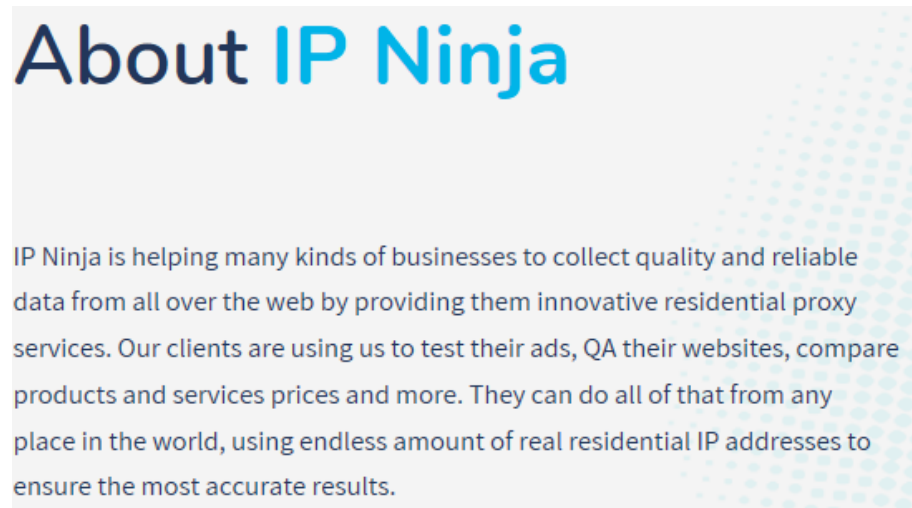 About IP Ninja
IP Ninja is helping many kinds of businesses to collect quality and reliable
data from all over the web by providing them innovative residential proxy
services. Our clients are using us to test their ads, QA their websites, compare
products and services prices and more. They can do all of that from any
place in the world, using endless amount of real residential IP addresses to
ensure the most accurate results.